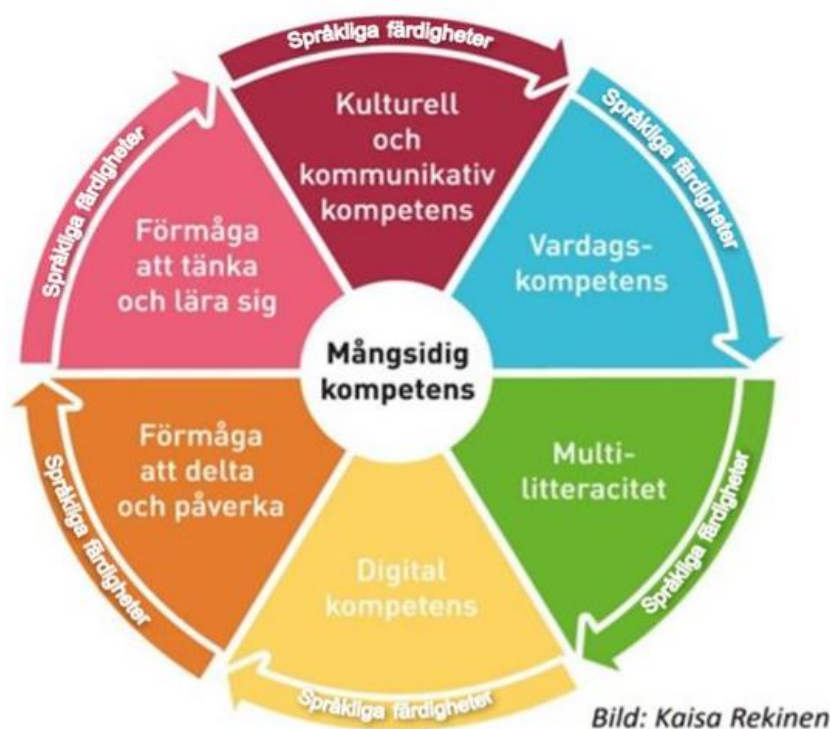 Språkliga färdigheter
Kulturell
och
kommunikativ
kompetens
Språkliga färdigheter
Vardags-
kompetens
Språkliga färdigheter
Multi-
litteracitet
Språkliga färdigheter
Digital
kompetens
Språkliga färdigheter
Förmåga
att delta
och påverka
Språkliga färdigheter
Förmåga
att tänka
och lära sig
Mångsidig
kompetens
Bild: Kaisa Rekinen